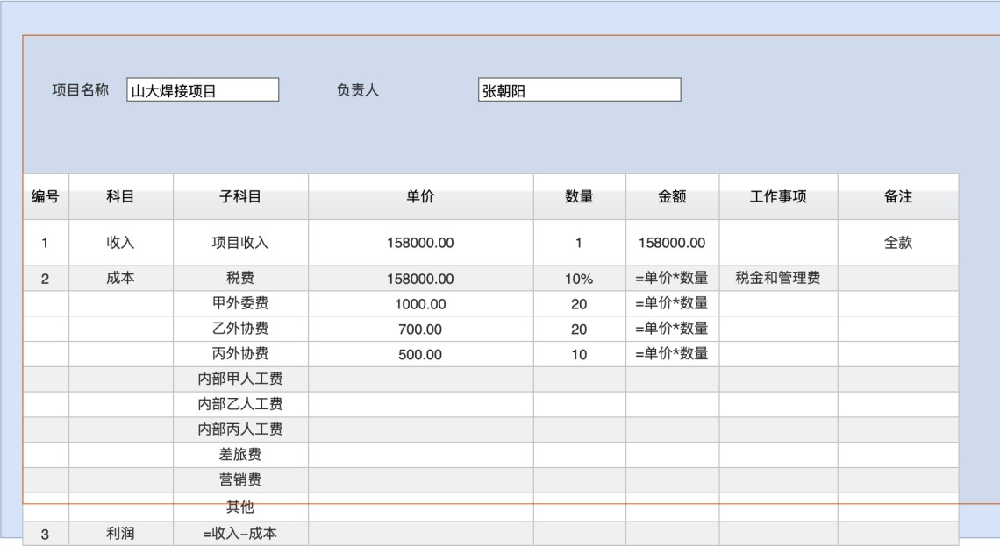 项目名称 山大焊接项目 负责人 张朝阳
编号 科目 子科目 单价 数量 金额 工作事项 备注
1 收入 项目收入 158000.00 1 158000.00 全款
2 成本 税费 158000.00 10% =单价*数量 税金和管理费
甲外委费 1000.00 20 =单价*数量
乙外协费 700.00 20 =单价*数量
丙外协费 500.00 10 =单价*数量
内部甲人工费
内部乙人工费
内部丙人工费
差旅费
营销费
其他
3 利润 =收入-成本